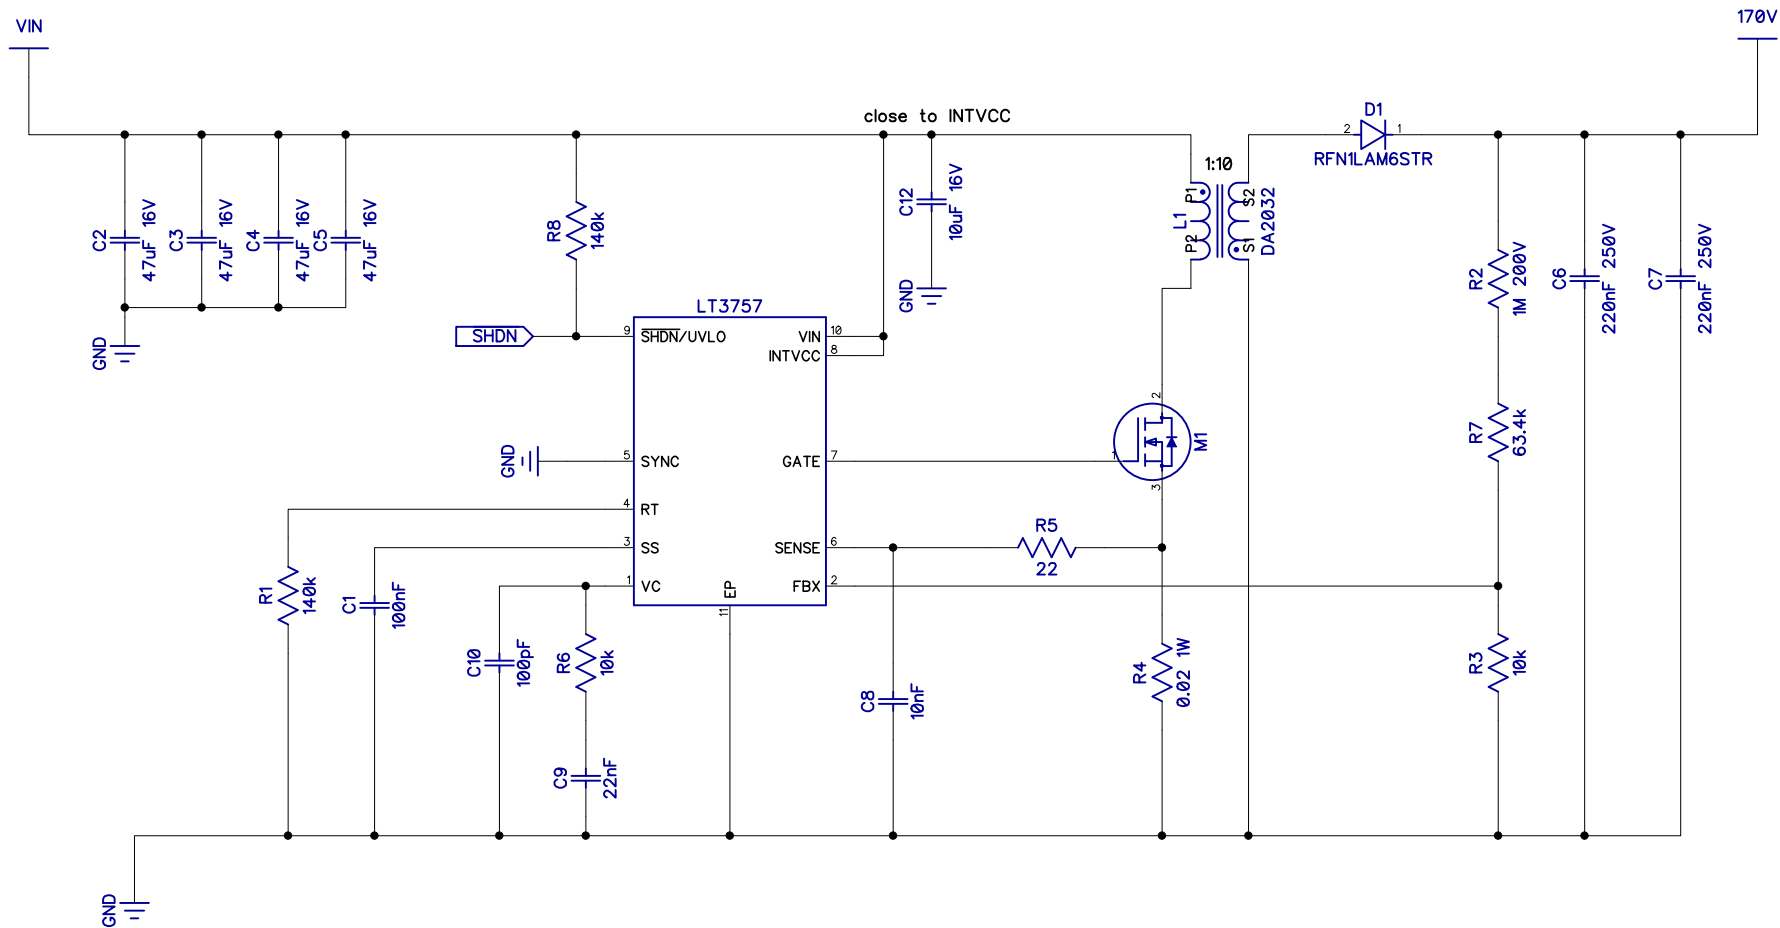 VIN
170V
close to INTVCC
D1
2
1
RFN1LAM6STR
1:10
C2
47uF 16V
C3
47uF 16V
C4
47uF 16V
C5
47uF 16V
GND
R8
140k
C12
10uF 16V
GND
L1
P1
P2
S2
S1
DA2032
R2
1M 200V
C6
220nF 250V
C7
220nF 250V
R7
63.4k
LT3757
SHDN
9
SHDN/UVLO
VIN
10
INTVCC
8
GND
5
SYNC
GATE
7
1
2
3
M1
4
RT
3
SS
SENSE
6
R5
22
1
VC
FBX
2
EP
11
R1
140k
C1
100nF
C10
100pF
R6
10k
C9
22nF
C8
10nF
R4
0.02 1W
R3
10k
GND